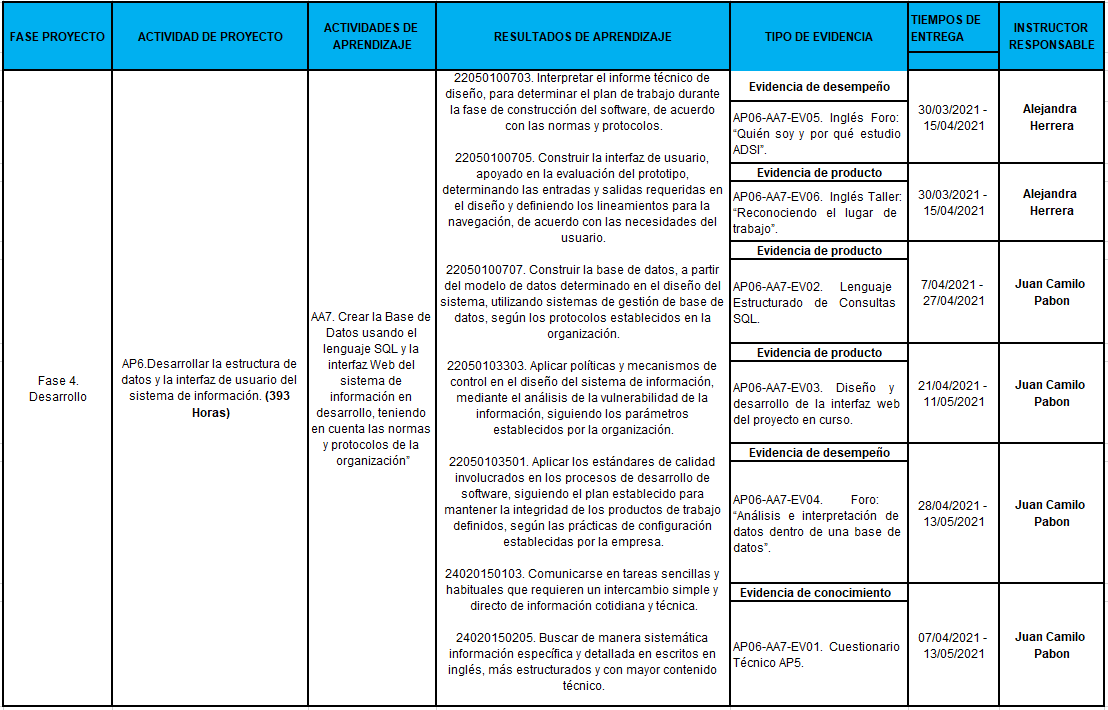 FASE PROYECTO
ACTIVIDAD DE PROYECTO
ACTIVIDADES DE
APRENDIZAJE
RESULTADOS DE APRENDIZAJE
TIPO DE EVIDENCIA
TIEMPOS DE
ENTREGA
INSTRUCTOR
RESPONSABLE
Fase 4.
Desarrollo
AP6.Desarrollar la estructura de
datos y la interfaz de usuario del
sistema de información. (393
Horas)
AA7. Crear la Base de
Datos usando el
lenguaje SQL y la
interfaz Web del
sistema de
información en
desarrollo, teniendo
en cuenta las normas
y protocolos de la
organización”
22050100703. Interpretar el informe técnico de
diseño, para determinar el plan de trabajo durante
la fase de construcción del software, de acuerdo
con las normas y protocolos.
22050100705. Construir la interfaz de usuario,
apoyado en la evaluación del prototipo,
determinando las entradas y salidas requeridas en
el diseño y definiendo los lineamientos para la
navegación, de acuerdo con las necesidades del
usuario.
22050100707. Construir la base de datos, a partir
del modelo de datos determinado en el diseño del
sistema, utilizando sistemas de gestión de base de
datos, según los protocolos establecidos en la
organización.
22050103303. Aplicar políticas y mecanismos de
control en el diseño del sistema de información,
mediante el análisis de la vulnerabilidad de la
información, siguiendo los parámetros
establecidos por la organización.
22050103501. Aplicar los estándares de calidad
involucrados en los procesos de desarrollo de
software, siguiendo el plan establecido para
mantener la integridad de los productos de trabajo
definidos, según las prácticas de configuración
establecidas por la empresa.
24020150103. Comunicarse en tareas sencillas y
habituales que requieren un intercambio simple y
directo de información cotidiana y técnica.
24020150205. Buscar de manera sistemática
información específica y detallada en escritos en
inglés, más estructurados y con mayor contenido
técnico.
Evidencia de desempeño
AP06-AA7-EV05. Inglés Foro:
“Quién soy y por qué estudio
ADSI”.
30/03/2021 -
15/04/2021
Alejandra
Herrera
Evidencia de producto
AP06-AA7-EV06. Inglés Taller:
“Reconociendo el lugar de
trabajo”.
30/03/2021 -
15/04/2021
Alejandra
Herrera
Evidencia de producto
AP06-AA7-EV02. Lenguaje
Estructurado de Consultas
SQL.
7/04/2021 -
27/04/2021
Juan Camilo
Pabon
Evidencia de producto
AP06-AA7-EV03. Diseño y
desarrollo de la interfaz web
del proyecto en curso.
21/04/2021 -
11/05/2021
Juan Camilo
Pabon
Evidencia de desempeño
AP06-AA7-EV04. Foro:
“Análisis e interpretación de
datos dentro de una base de
datos”.
28/04/2021 -
13/05/2021
Juan Camilo
Pabon
Evidencia de conocimiento
AP06-AA7-EV01. Cuestionario
Técnico AP5.
07/04/2021 -
13/05/2021
Juan Camilo
Pabon